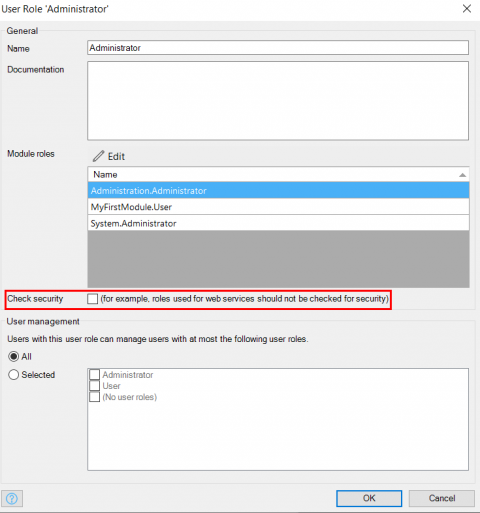 User Role 'Administrator'
General
Name
Administrator
Documentation
Module roles
Edit
Name
Administration.Administrator
MyFirstModule.User
System.Administrator
Check security
(for example, roles used for web services should not be checked for security)
User management
Users with this user role can manage users with at most the following user roles.
All
Selected
Administrator
User
(No user roles)
?
OK
Cancel